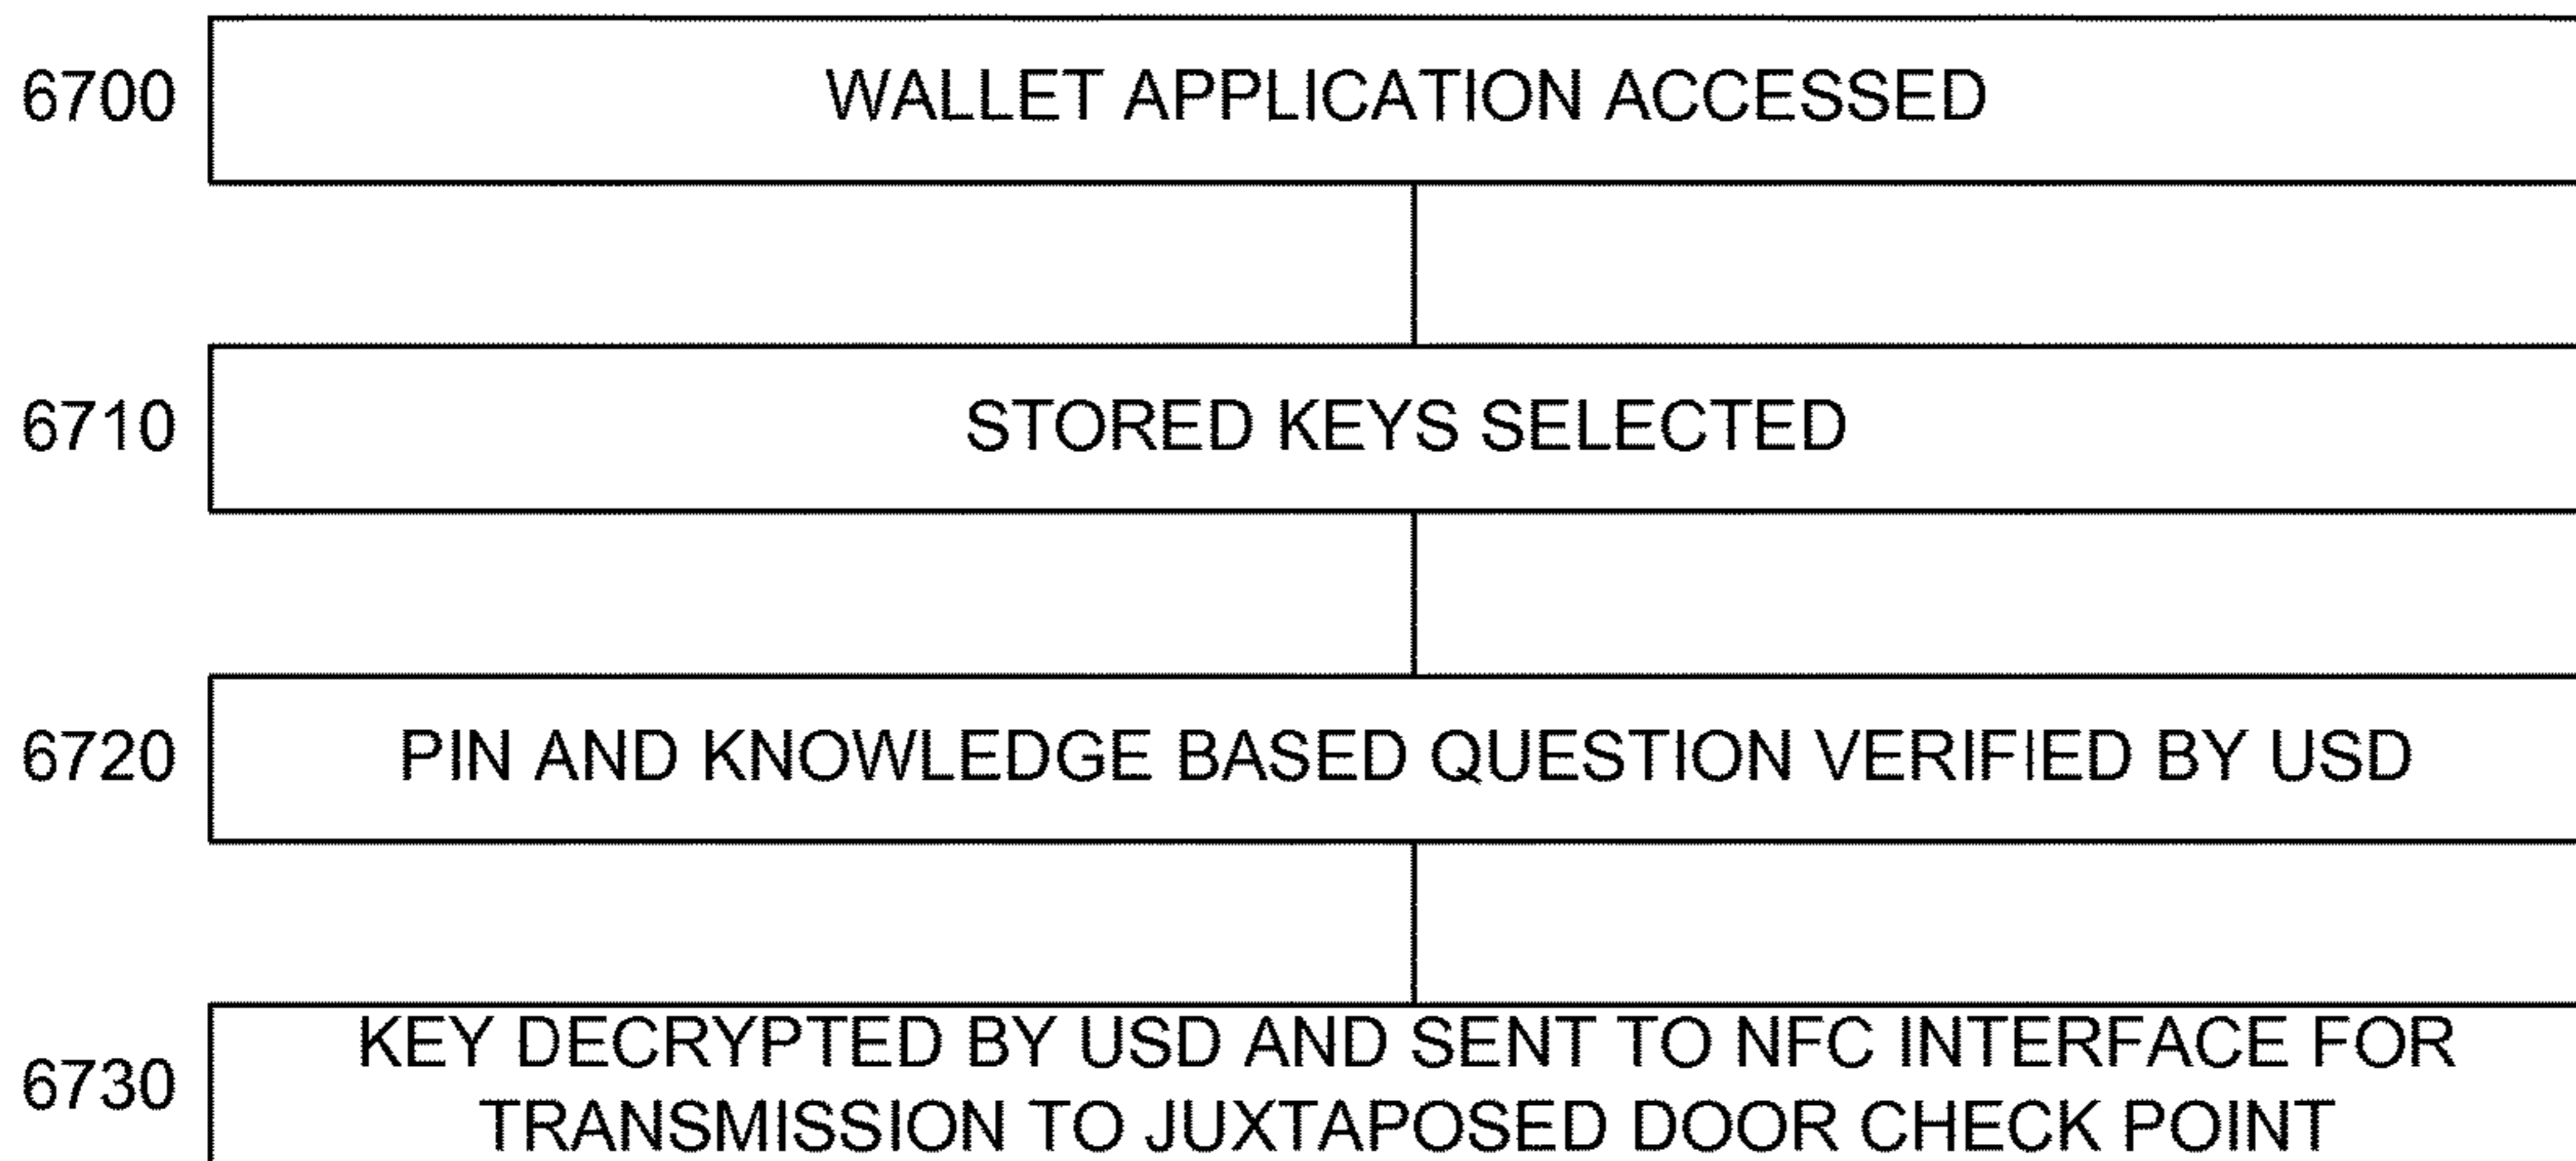 6700 WALLET APPLICATION ACCESSED
6710 STORED KEYS SELECTED
6720 PIN AND KNOWLEDGE BASED QUESTION VERIFIED BY USD
6730 KEY DECRYPTED BY USD AND SENT TO NFC INTERFACE FOR
TRANSMISSION TO JUXTAPOSED DOOR CHECK POINT